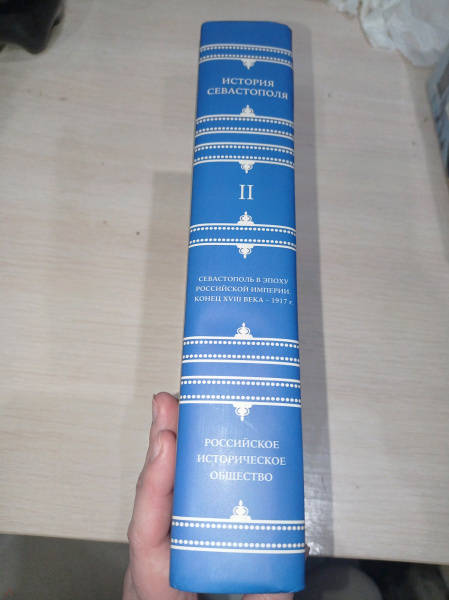 ИСТОРИЯ
СЕВАСТОПОЛЯ
II
СЕВАСТОПОЛЬ В ЭПОХУ
РОССИЙСКОЙ ИМПЕРИИ.
КОНЕЦ XVIII ВЕКА – 1917 г.
РОССИЙСКОЕ
ИСТОРИЧЕСКОЕ
ОБЩЕСТВО